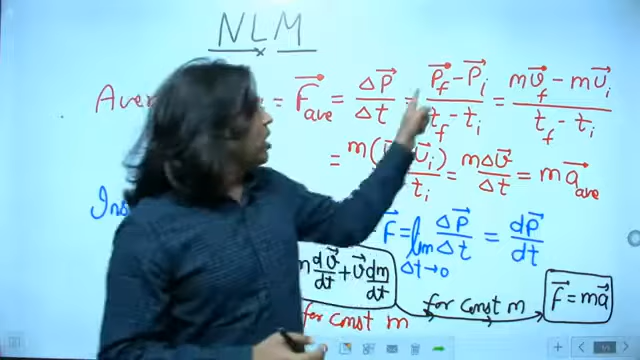 NLM
Aver = F⃗ave = ΔP⃗/Δt = (P⃗f − P⃗i)/(tf − ti) = (mv⃗f − mv⃗i)/(tf − ti)
= m( v⃗i)/ ti = mΔv⃗/Δt = ma⃗ave
Ins F⃗ = lim Δt→0 ΔP⃗/Δt = dP⃗/dt
m dv⃗/dt + v⃗ dm/dt for const m F⃗ = ma⃗
for const m